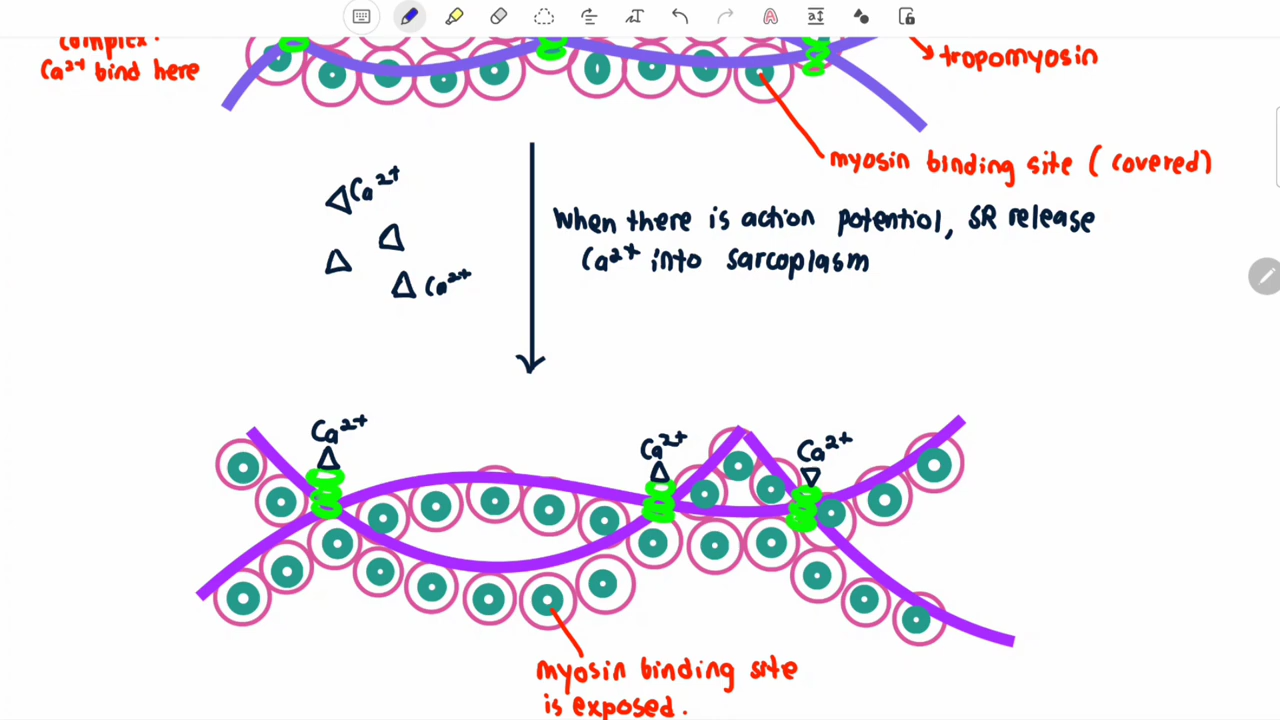 complex.
Ca²⁺ bind here
tropomyosin
myosin binding site (covered)
Ca²⁺
When there is action potential, SR release
Ca²⁺ into sarcoplasm
Ca²⁺
Ca²⁺
Ca²⁺
Ca²⁺
myosin binding site
is exposed.